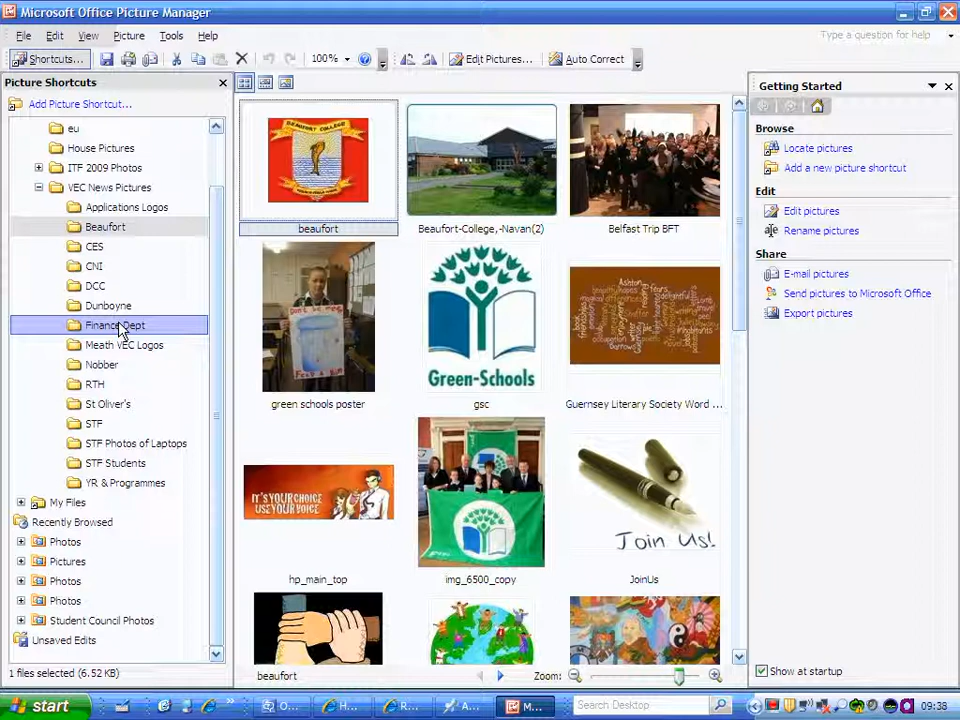 Microsoft Office Picture Manager
File Edit View Picture Tools Help
Type a question for help
Shortcuts... 100% Edit Pictures... Auto Correct
Picture Shortcuts
Add Picture Shortcut...
eu
House Pictures
ITF 2009 Photos
VEC News Pictures
Applications Logos
Beaufort
CES
CNI
DCC
Dunboyne
Finance Dept
Meath VEC Logos
Nobber
RTH
St Oliver's
STF
STF Photos of Laptops
STF Students
YR & Programmes
My Files
Recently Browsed
Photos
Pictures
Photos
Photos
Student Council Photos
Unsaved Edits
1 files selected (6.52 KB)
BEAUFORT COLLEGE
beaufort
Beaufort-College,-Navan(2)
Belfast Trip BFT
Green-Schools
green schools poster
gsc
Guernsey Literary Society Word ...
IT'S YOUR CHOICE
USE YOUR VOICE
Join Us!
hp_main_top
img_6500_copy
JoinUs
beaufort
Zoom:
Getting Started
Browse
Locate pictures
Add a new picture shortcut
Edit
Edit pictures
Rename pictures
Share
E-mail pictures
Send pictures to Microsoft Office
Export pictures
Show at startup
start
O...
H...
R...
A...
M...
Search Desktop
09:38